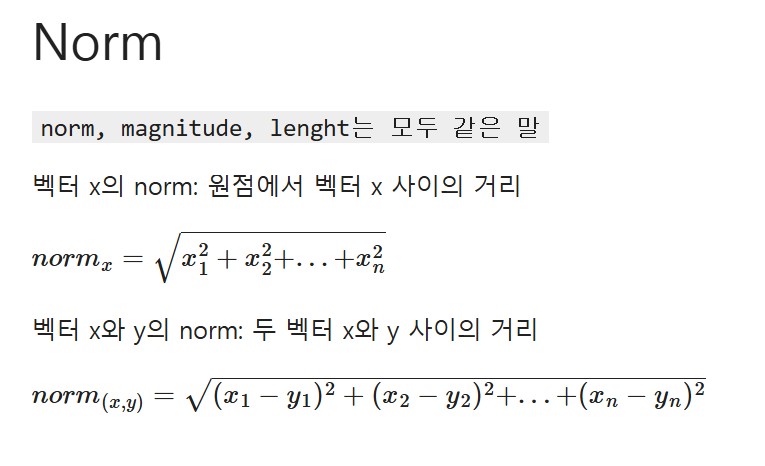 Norm
norm, magnitude, lenght는 모두 같은 말
벡터 x의 norm: 원점에서 벡터 x 사이의 거리
$norm_x = \sqrt{x_1^2 + x_2^2 + \ldots + x_n^2}$
벡터 x와 y의 norm: 두 벡터 x와 y 사이의 거리
$norm_{(x,y)} = \sqrt{(x_1 - y_1)^2 + (x_2 - y_2)^2 + \ldots + (x_n - y_n)^2}$